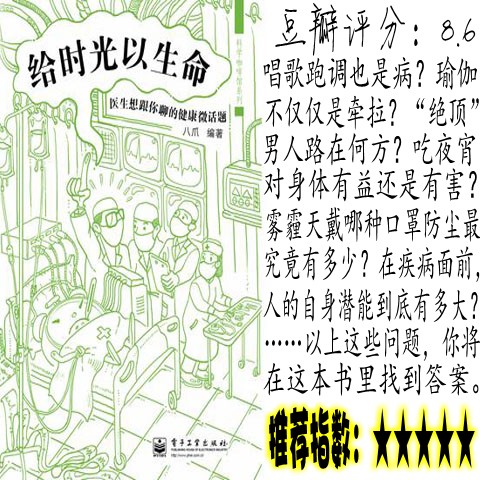 给时光以生命
医生想跟你聊的健康微话题
八爪 编著
科学咖啡馆系列
電子工業出版社
PUBLISHING HOUSE OF ELECTRONICS INDUSTRY
豆瓣评分：8.6
唱歌跑调也是病？瑜伽
不仅仅是牵拉？“绝顶”
男人路在何方？吃夜宵
对身体有益还是有害？
雾霾天戴哪种口罩防尘最
究竟有多少？在疾病面前，
人的自身潜能到底有多大？
……以上这些问题，你将
在这本书里找到答案。
推荐指数：★★★★★